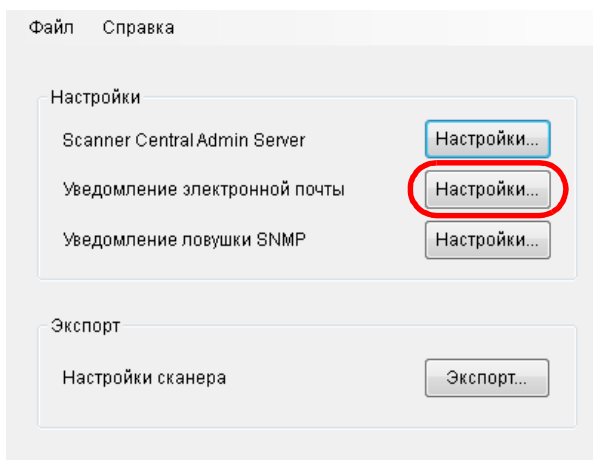 Файл Справка
Настройки
Scanner Central Admin Server Настройки...
Уведомление электронной почты Настройки...
Уведомление ловушки SNMP Настройки...
Экспорт
Настройки сканера Экспорт...